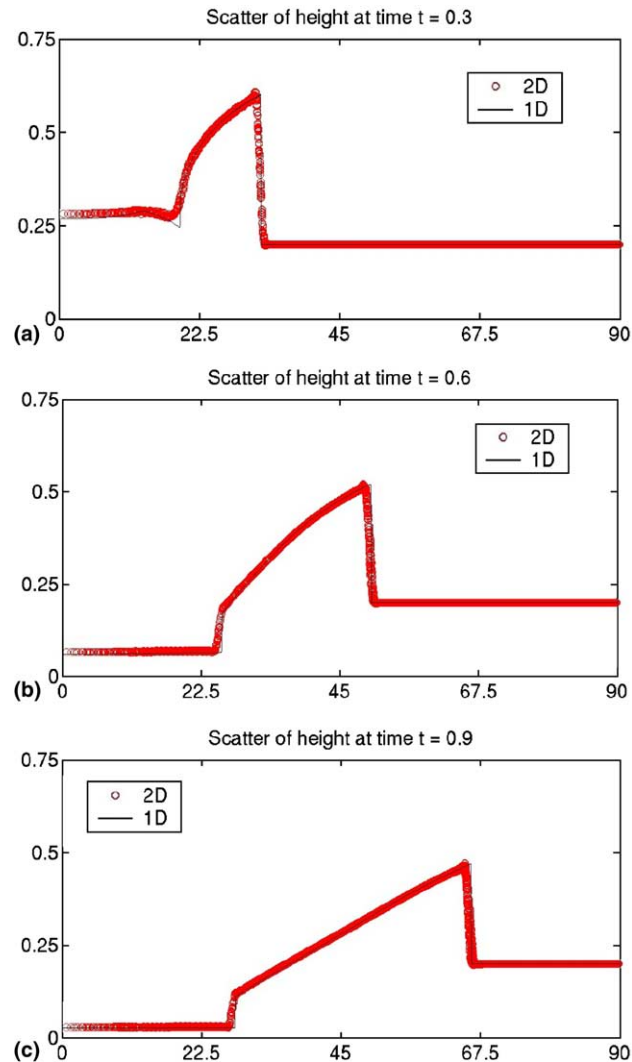 Scatter of height at time t = 0.3
0.75
2D
1D
0.5
0.25
0
(a)
0 22.5 45 67.5 90
Scatter of height at time t = 0.6
0.75
2D
1D
0.5
0.25
0
(b)
0 22.5 45 67.5 90
Scatter of height at time t = 0.9
0.75
2D
1D
0.5
0.25
0
(c)
0 22.5 45 67.5 90